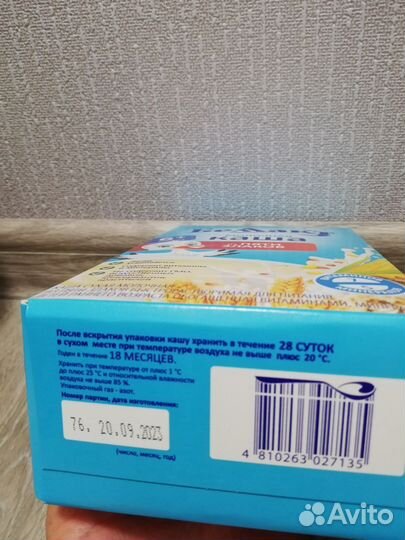 каша
После вскрытия упаковки кашу хранить в течение 28 СУТОК
в сухом месте при температуре воздуха не выше плюс 20 °С.
Годен в течение 18 МЕСЯЦЕВ.
Хранить при температуре от плюс 1 °С
до плюс 25 °С и относительной влажности
воздуха не выше 85 %.
Упаковочный газ - азот.
Номер партии, дата изготовления:
76. 20.09.2023
(число, месяц, год)
4 810263 027135
Avito